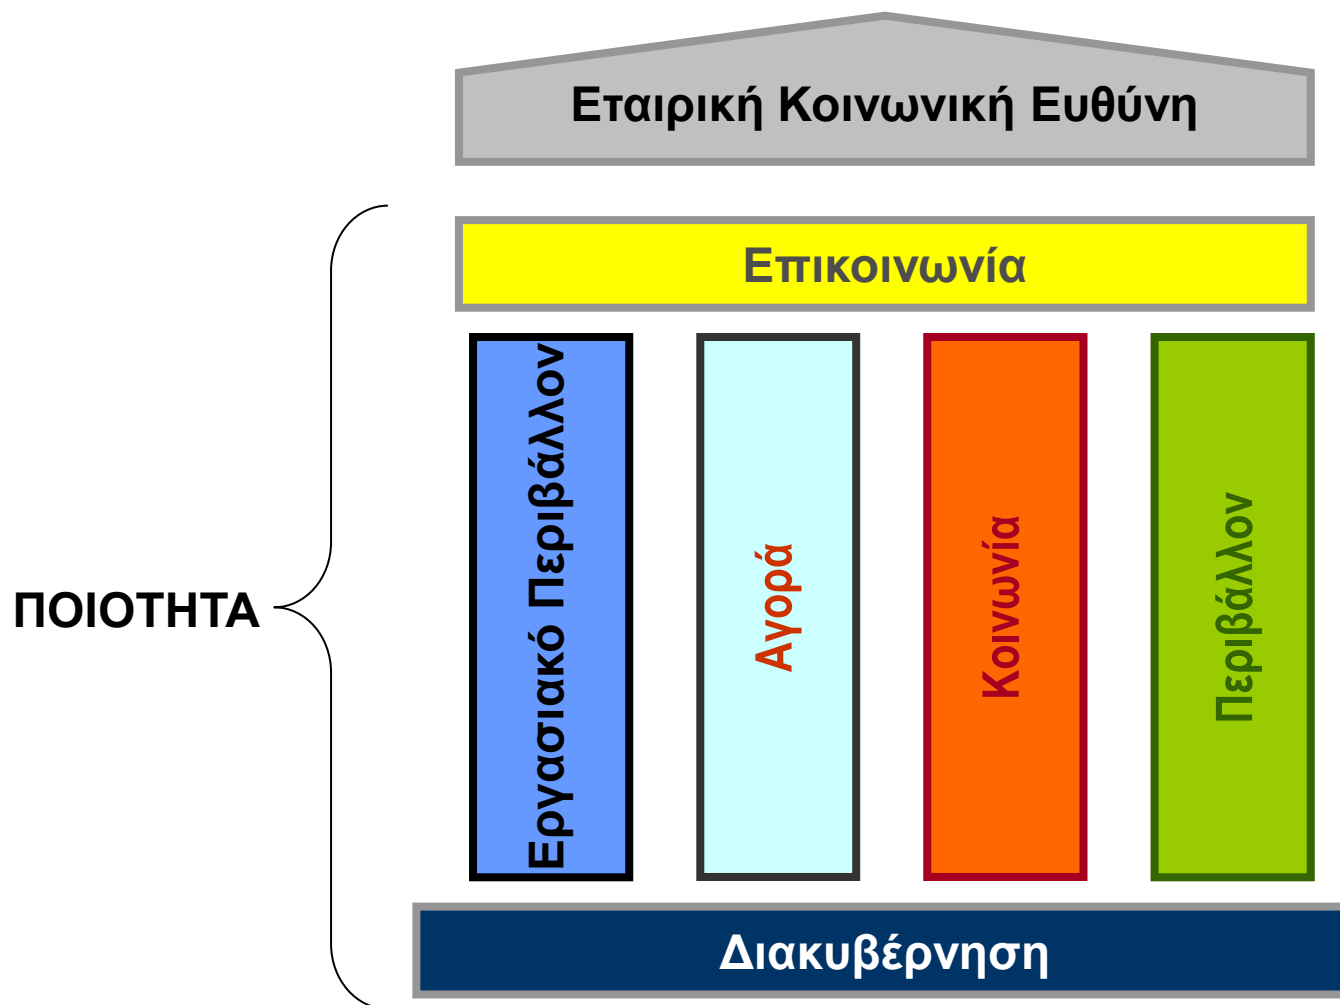 Εταιρική Κοινωνική Ευθύνη
Επικοινωνία
ΠΟΙΟΤΗΤΑ
Εργασιακό Περιβάλλον
Αγορά
Κοινωνία
Περιβάλλον
Διακυβέρνηση